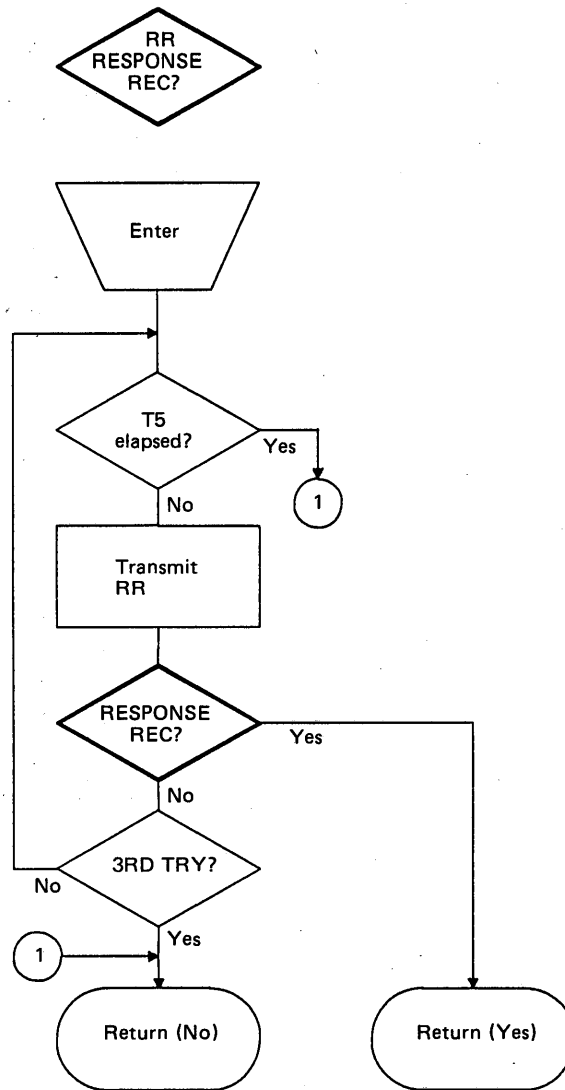 RR
RESPONSE
REC?
Enter
T5
elapsed?
Yes
1
No
Transmit
RR
RESPONSE
REC?
Yes
No
3RD TRY?
No
Yes
1
Return (No)
Return (Yes)